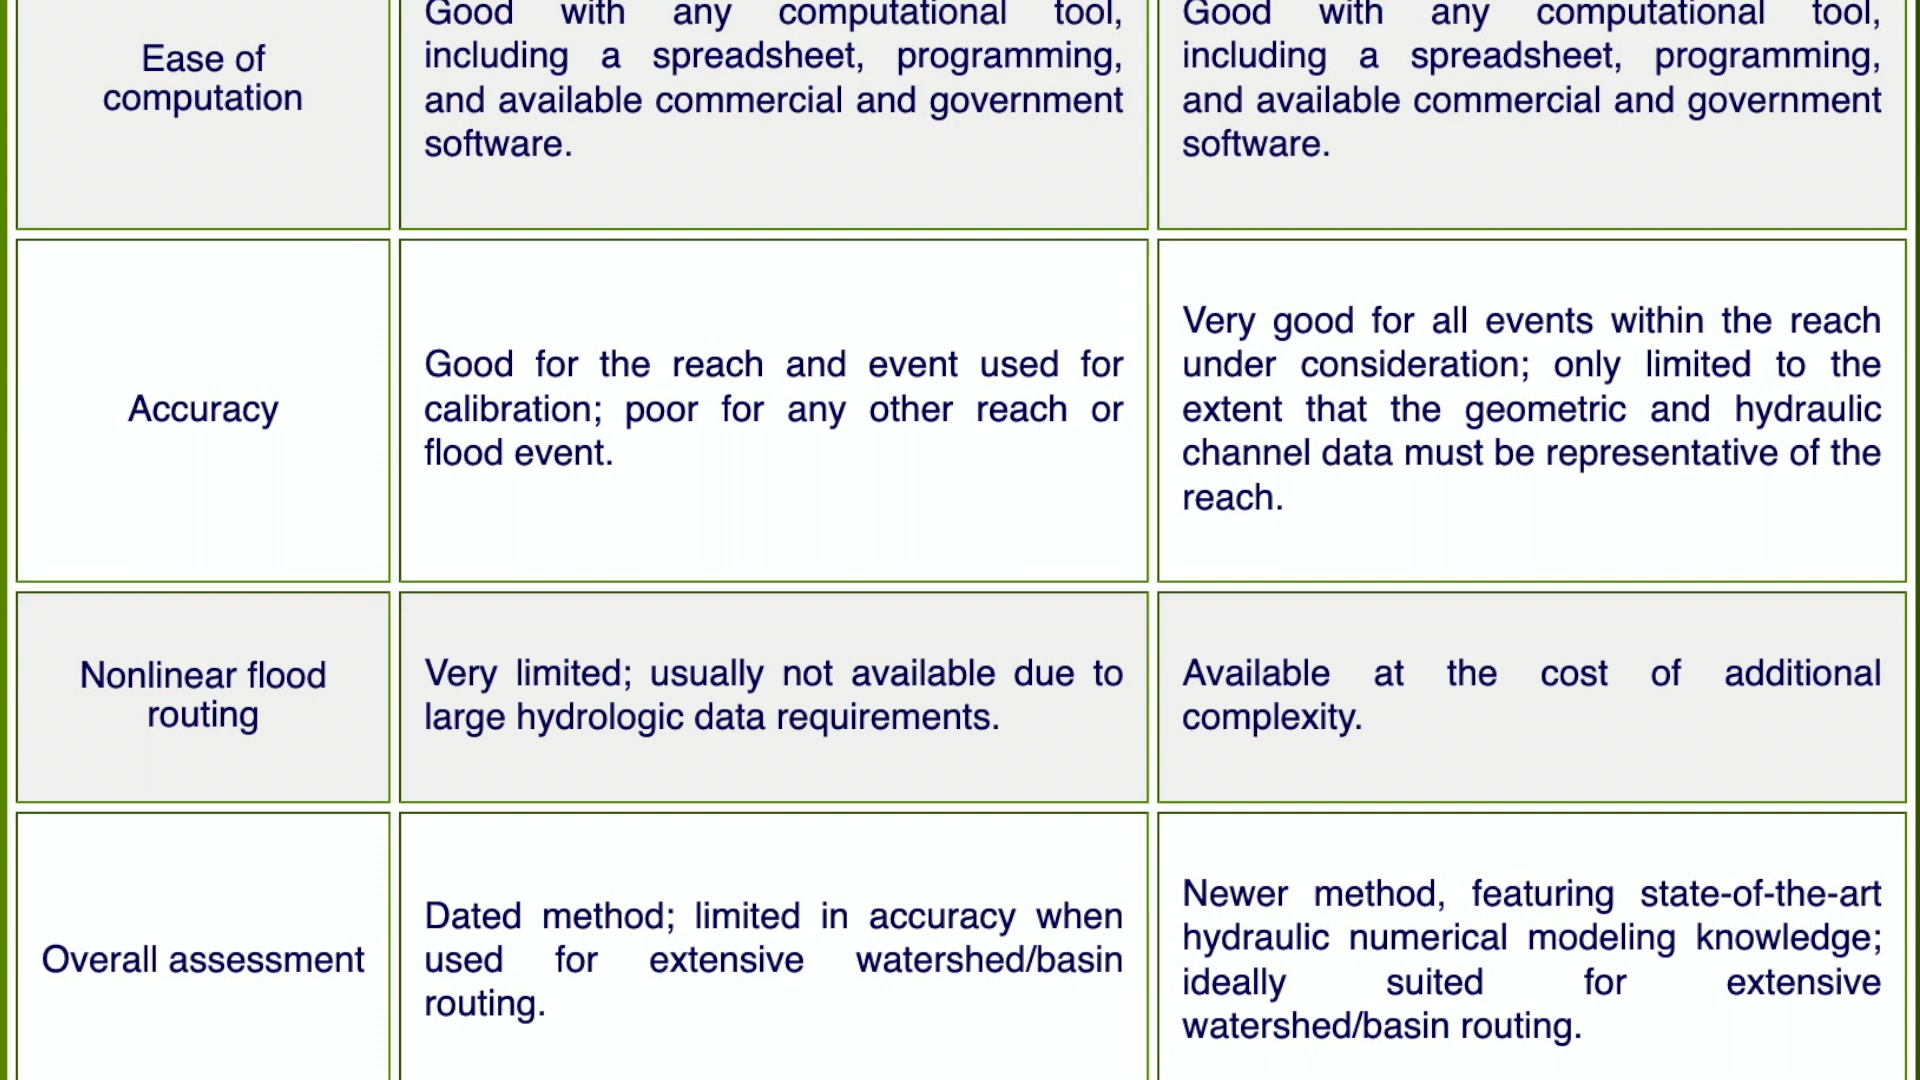 Ease of
computation
Good with any computational tool,
including a spreadsheet, programming,
and available commercial and government
software.
Good with any computational tool,
including a spreadsheet, programming,
and available commercial and government
software.
Accuracy
Good for the reach and event used for
calibration; poor for any other reach or
flood event.
Very good for all events within the reach
under consideration; only limited to the
extent that the geometric and hydraulic
channel data must be representative of the
reach.
Nonlinear flood
routing
Very limited; usually not available due to
large hydrologic data requirements.
Available at the cost of additional
complexity.
Overall assessment
Dated method; limited in accuracy when
used for extensive watershed/basin
routing.
Newer method, featuring state-of-the-art
hydraulic numerical modeling knowledge;
ideally suited for extensive
watershed/basin routing.